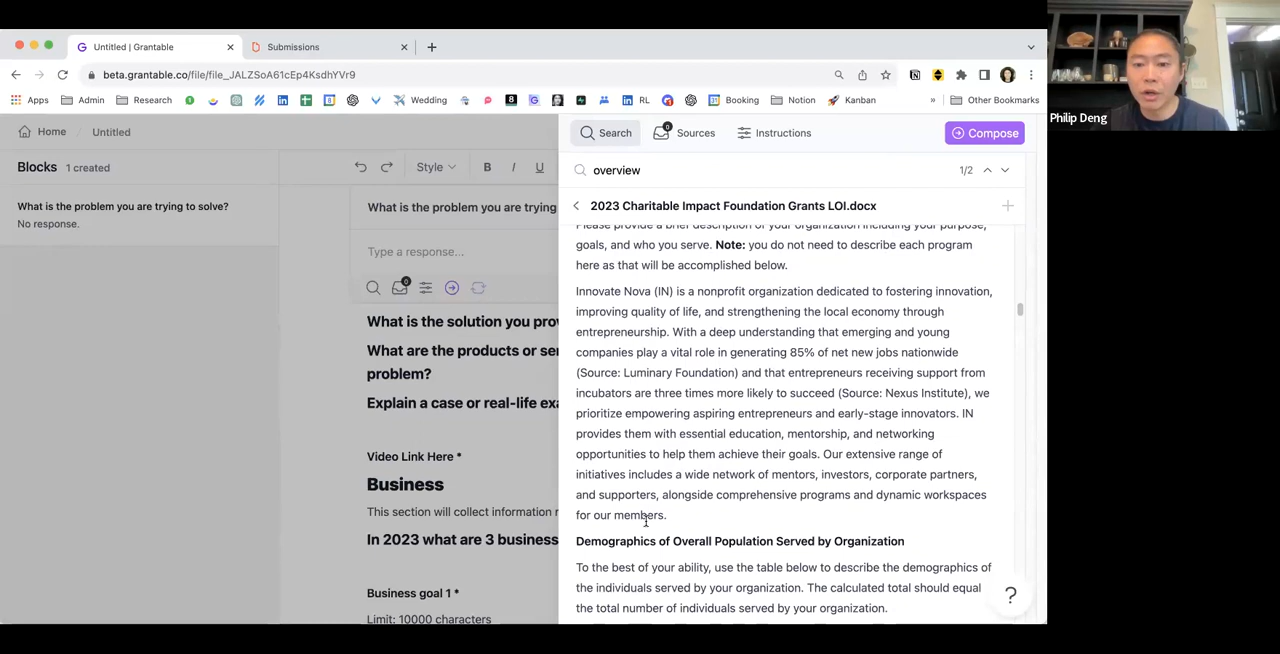 Untitled | Grantable
Submissions
beta.grantable.co/file/file_JALZSoA61cEp4KsdhYVr9
Apps Admin Research Wedding RL Booking Notion Kanban » Other Bookmarks
Philip Deng
Home / Untitled
Search 0 Sources Instructions Compose
Blocks 1 created
Style B I U
overview 1/2
What is the problem you are trying to solve?
No response.
What is the problem you are trying
2023 Charitable Impact Foundation Grants LOI.docx
Type a response...
0
Please provide a brief description of your organization including your purpose,
goals, and who you serve. Note: you do not need to describe each program
here as that will be accomplished below.
Innovate Nova (IN) is a nonprofit organization dedicated to fostering innovation,
improving quality of life, and strengthening the local economy through
entrepreneurship. With a deep understanding that emerging and young
companies play a vital role in generating 85% of net new jobs nationwide
(Source: Luminary Foundation) and that entrepreneurs receiving support from
incubators are three times more likely to succeed (Source: Nexus Institute), we
prioritize empowering aspiring entrepreneurs and early-stage innovators. IN
provides them with essential education, mentorship, and networking
opportunities to help them achieve their goals. Our extensive range of
initiatives includes a wide network of mentors, investors, corporate partners,
and supporters, alongside comprehensive programs and dynamic workspaces
for our members.
Demographics of Overall Population Served by Organization
To the best of your ability, use the table below to describe the demographics of
the individuals served by your organization. The calculated total should equal
the total number of individuals served by your organization.
What is the solution you prov
What are the products or ser
problem?
Explain a case or real-life exa
Video Link Here *
Business
This section will collect information r
In 2023 what are 3 business
Business goal 1 *
Limit: 10000 characters
?